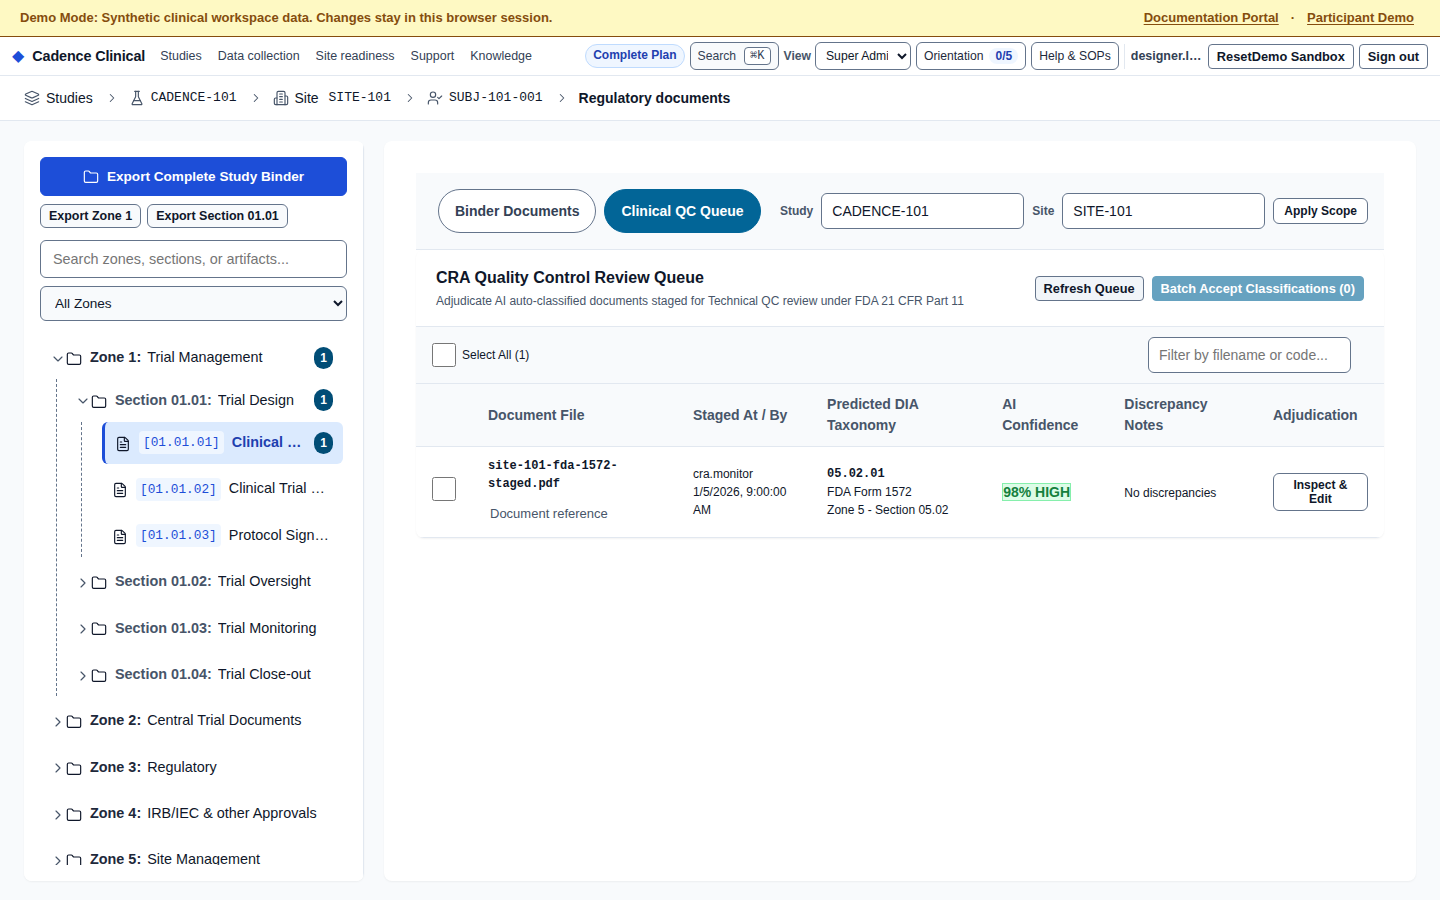 Demo Mode: Synthetic clinical workspace data. Changes stay in this browser session.
Documentation Portal · Participant Demo
Cadence Clinical Studies Data collection Site readiness Support Knowledge
Complete Plan Search ⌘K View Super Admi Orientation 0/5 Help & SOPs designer.l… ResetDemo Sandbox Sign out
Studies CADENCE-101 Site SITE-101 SUBJ-101-001 Regulatory documents
Export Complete Study Binder
Export Zone 1 Export Section 01.01
Search zones, sections, or artifacts...
All Zones
Zone 1: Trial Management 1
Section 01.01: Trial Design 1
[01.01.01] Clinical … 1
[01.01.02] Clinical Trial …
[01.01.03] Protocol Sign…
Section 01.02: Trial Oversight
Section 01.03: Trial Monitoring
Section 01.04: Trial Close-out
Zone 2: Central Trial Documents
Zone 3: Regulatory
Zone 4: IRB/IEC & other Approvals
Zone 5: Site Management
Binder Documents Clinical QC Queue Study CADENCE-101 Site SITE-101 Apply Scope
CRA Quality Control Review Queue
Adjudicate AI auto-classified documents staged for Technical QC review under FDA 21 CFR Part 11
Refresh Queue Batch Accept Classifications (0)
Select All (1) Filter by filename or code...
Document File Staged At / By Predicted DIA Taxonomy AI Confidence Discrepancy Notes Adjudication
site-101-fda-1572-
staged.pdf
Document reference
cra.monitor
1/5/2026, 9:00:00
AM
05.02.01
FDA Form 1572
Zone 5 - Section 05.02
98% HIGH
No discrepancies
Inspect &
Edit